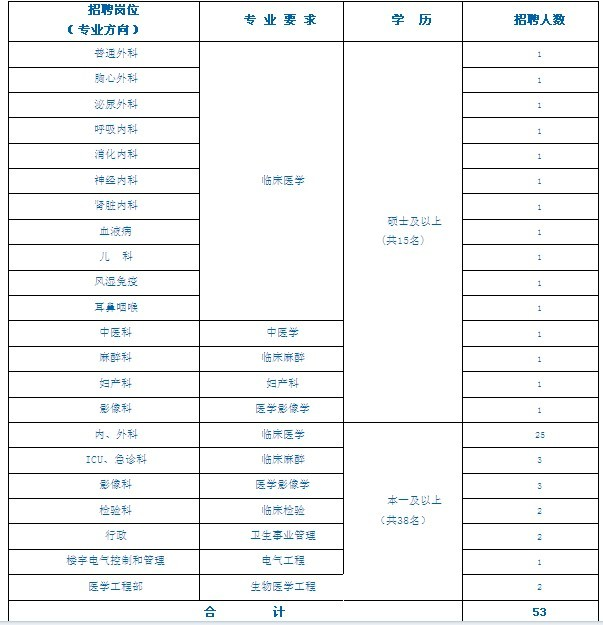 招聘岗位
（专业方向）
专 业 要 求
学 历
招聘人数
普通外科
1
胸心外科
1
泌尿外科
1
呼吸内科
1
消化内科
1
神经内科
临床医学
1
肾脏内科
1
硕士及以上
(共15名)
血液病
1
儿 科
1
风湿免疫
1
耳鼻咽喉
1
中医科
中医学
1
麻醉科
临床麻醉
1
妇产科
妇产科
1
影像科
医学影像学
1
内、外科
临床医学
25
ICU、急诊科
临床麻醉
3
影像科
医学影像学
3
本一及以上
（共38名）
检验科
临床检验
2
行政
卫生事业管理
2
楼宇电气控制和管理
电气工程
1
医学工程部
生物医学工程
2
合 计
53